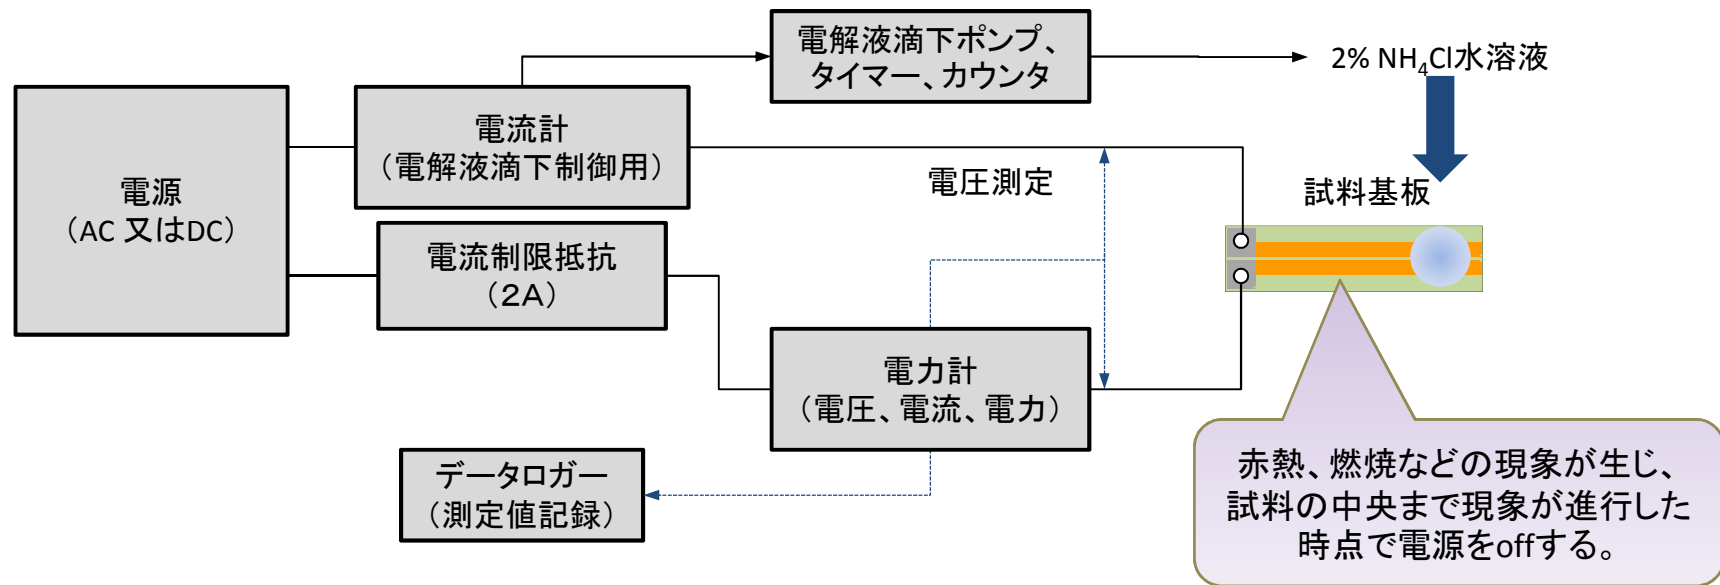 電解液滴下ポンプ、
タイマー、カウンタ
2% NH₄Cl水溶液
電流計
（電解液滴下制御用）
電源
（AC 又はDC）
電圧測定
試料基板
電流制限抵抗
（２Ａ）
電力計
（電圧、電流、電力）
データロガー
（測定値記録）
赤熱、燃焼などの現象が生じ、
試料の中央まで現象が進行した
時点で電源をoffする。